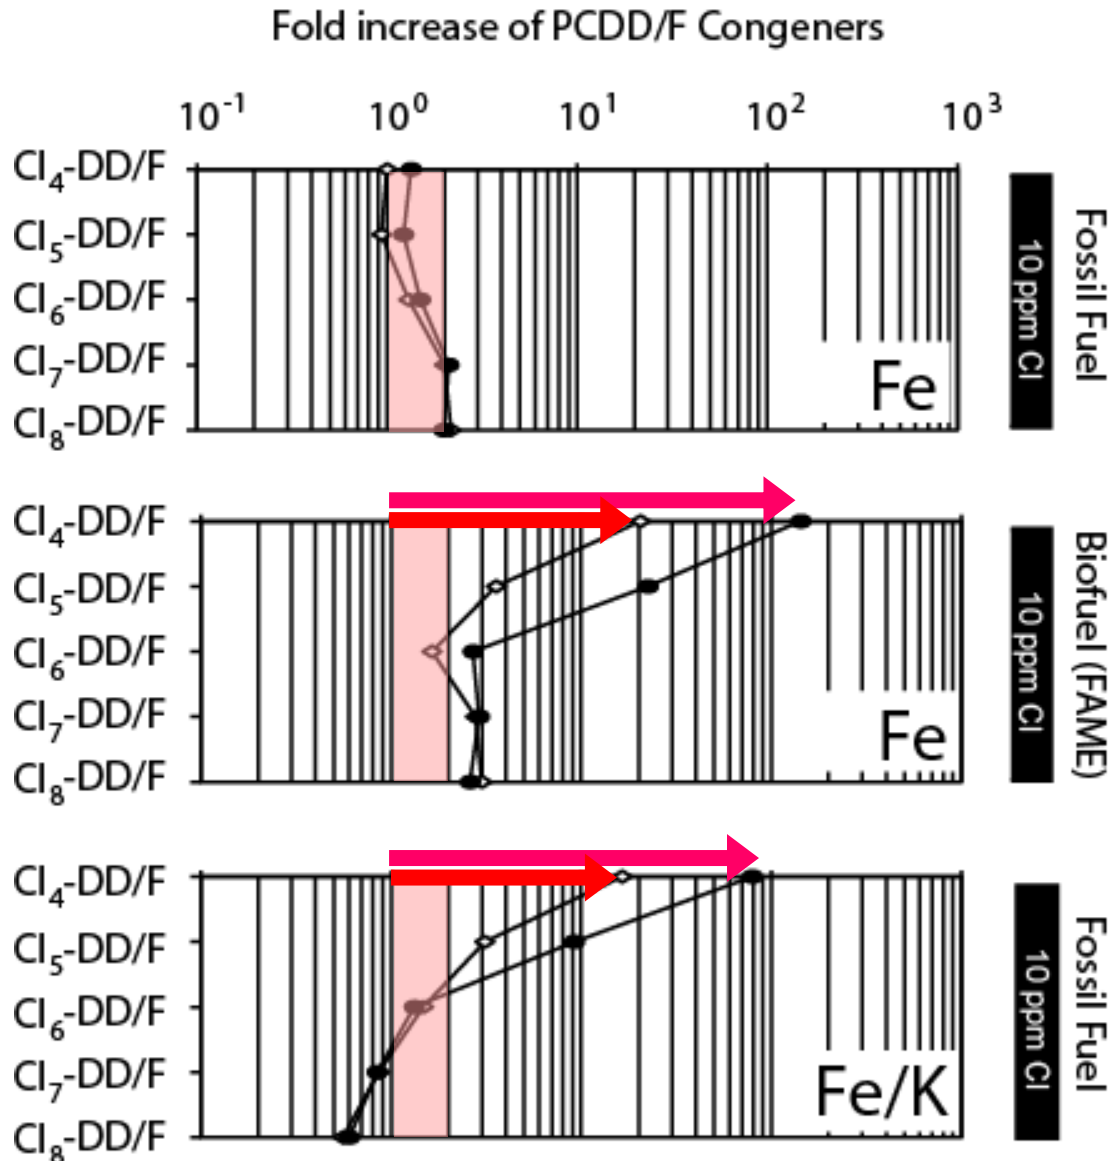 Fold increase of PCDD/F Congeners
10⁻¹ 10⁰ 10¹ 10² 10³
Cl₄-DD/F
Cl₅-DD/F
Cl₆-DD/F
Cl₇-DD/F
Cl₈-DD/F
Fe
10 ppm Cl
Fossil Fuel
Cl₄-DD/F
Cl₅-DD/F
Cl₆-DD/F
Cl₇-DD/F
Cl₈-DD/F
Fe
10 ppm Cl
Biofuel (FAME)
Cl₄-DD/F
Cl₅-DD/F
Cl₆-DD/F
Cl₇-DD/F
Cl₈-DD/F
Fe/K
10 ppm Cl
Fossil Fuel